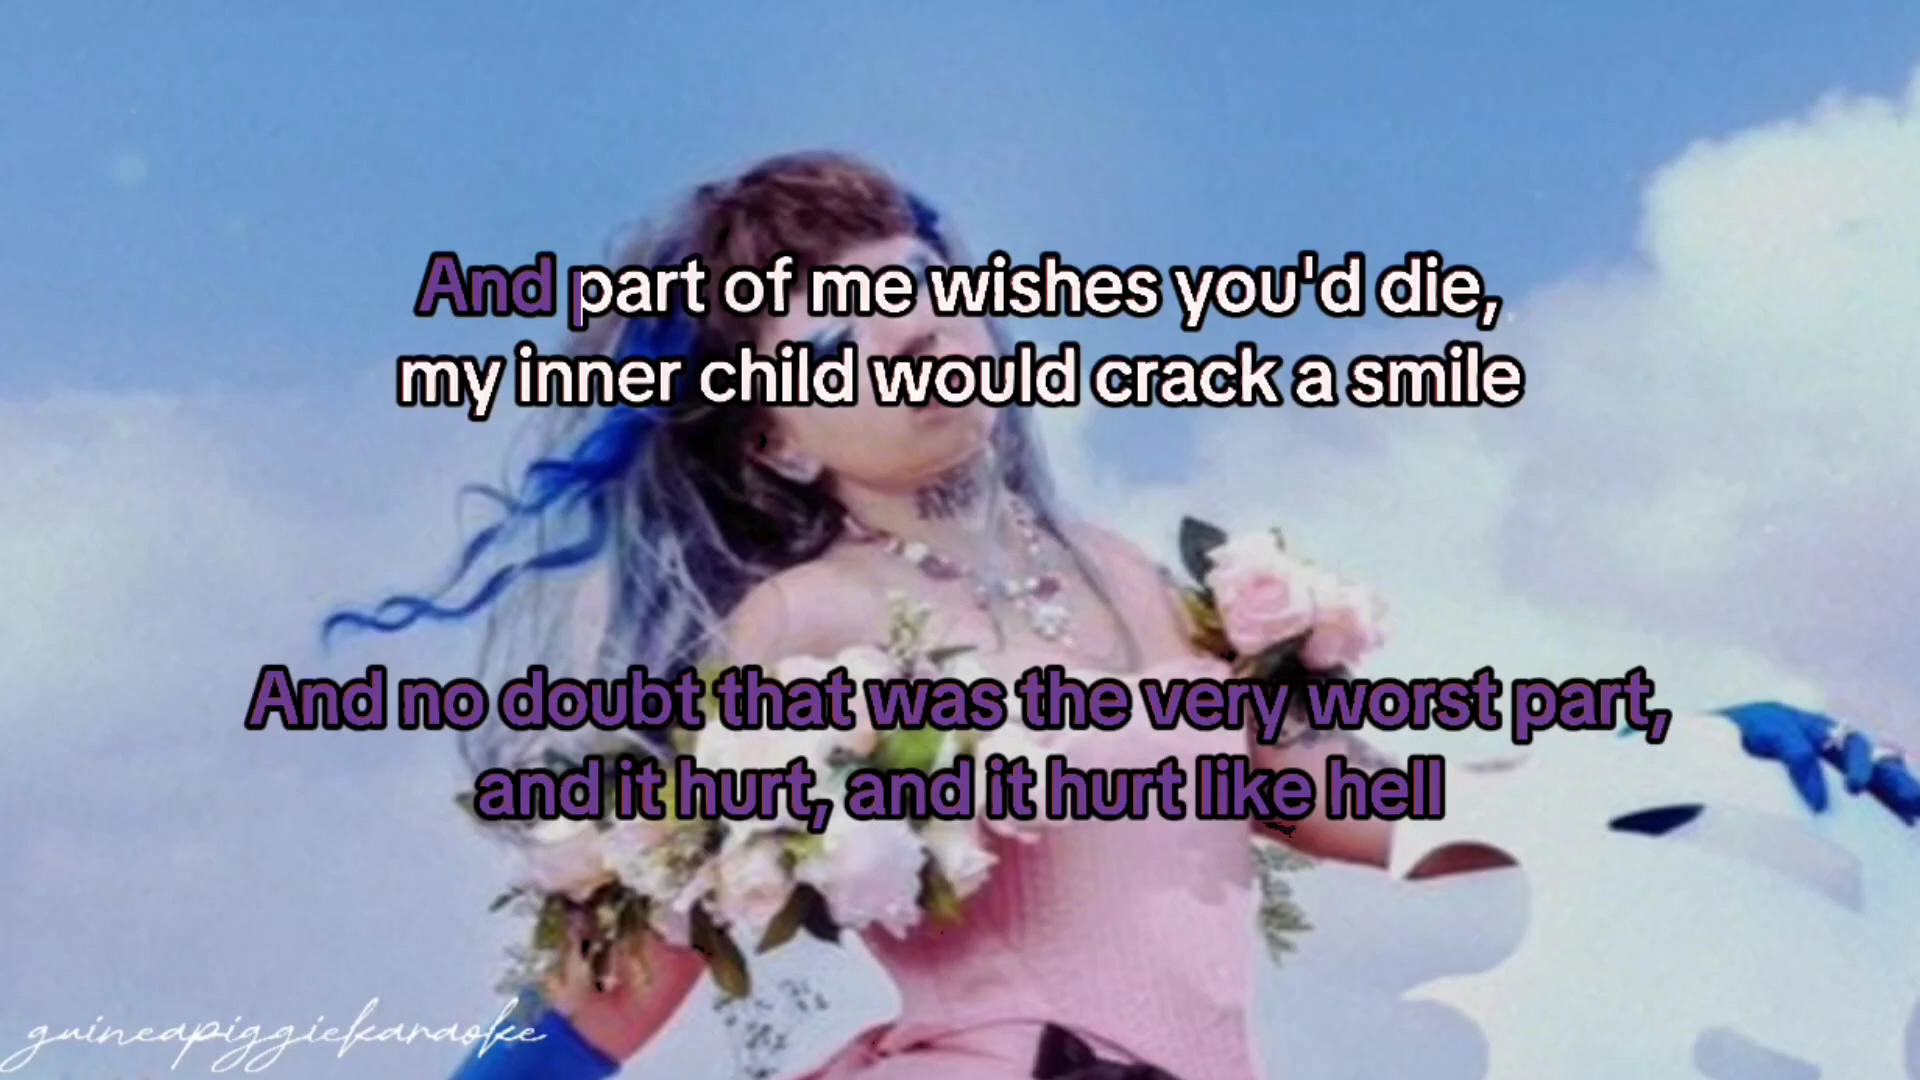 And part of me wishes you'd die,
my inner child would crack a smile
And no doubt that was the very worst part,
and it hurt, and it hurt like hell
guineapiggiekaraoke